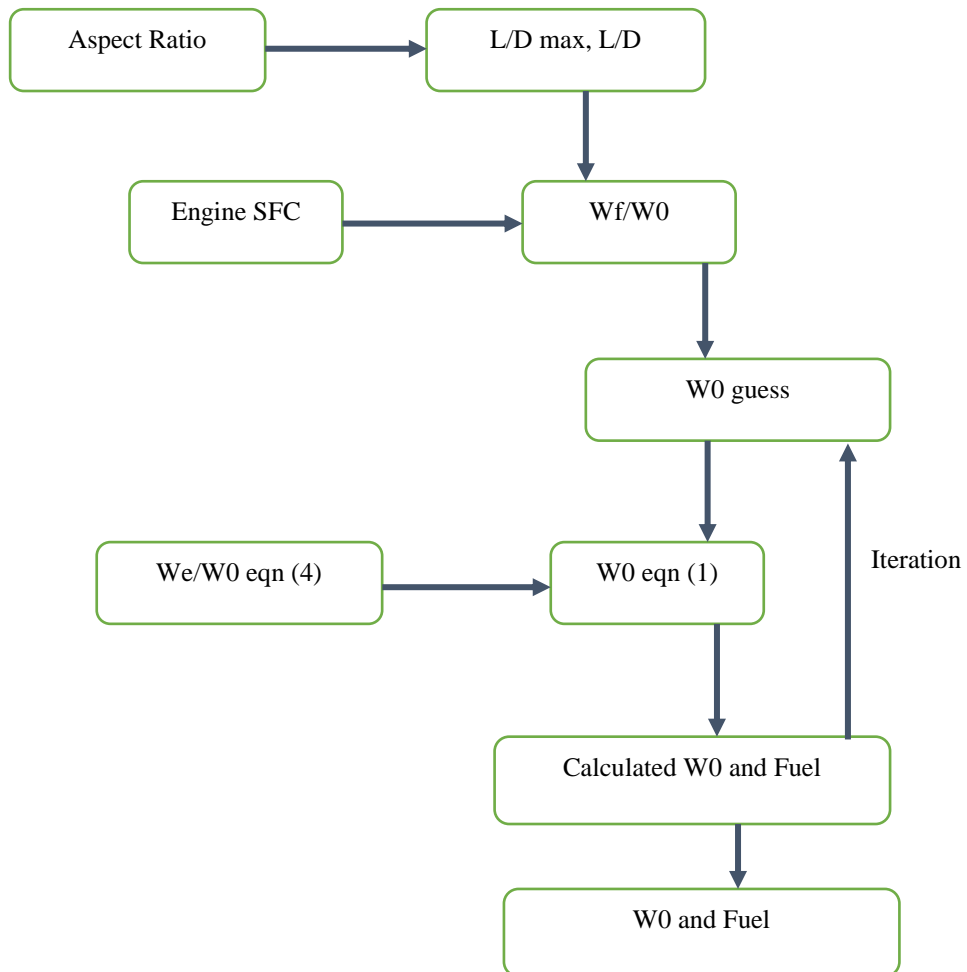 Aspect Ratio
L/D max, L/D
Engine SFC
Wf/W0
W0 guess
We/W0 eqn (4)
W0 eqn (1)
Iteration
Calculated W0 and Fuel
W0 and Fuel